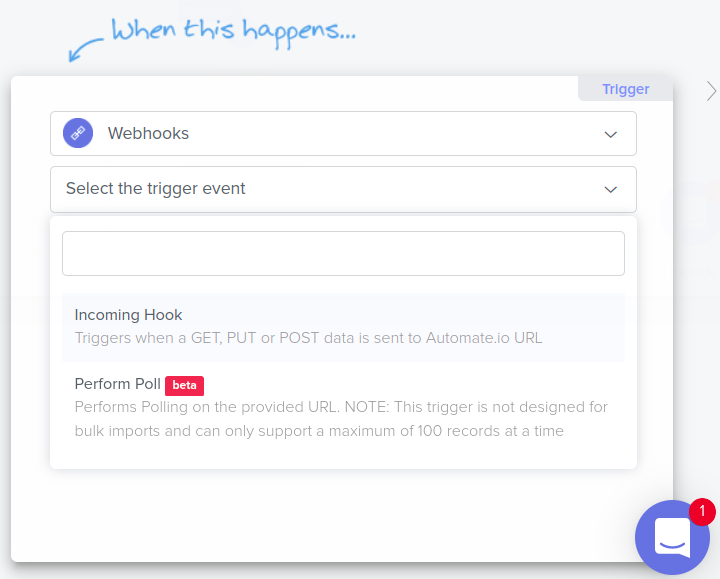 When this happens...
Trigger
Webhooks
Select the trigger event
Incoming Hook
Triggers when a GET, PUT or POST data is sent to Automate.io URL
Perform Poll beta
Performs Polling on the provided URL. NOTE: This trigger is not designed for
bulk imports and can only support a maximum of 100 records at a time
1